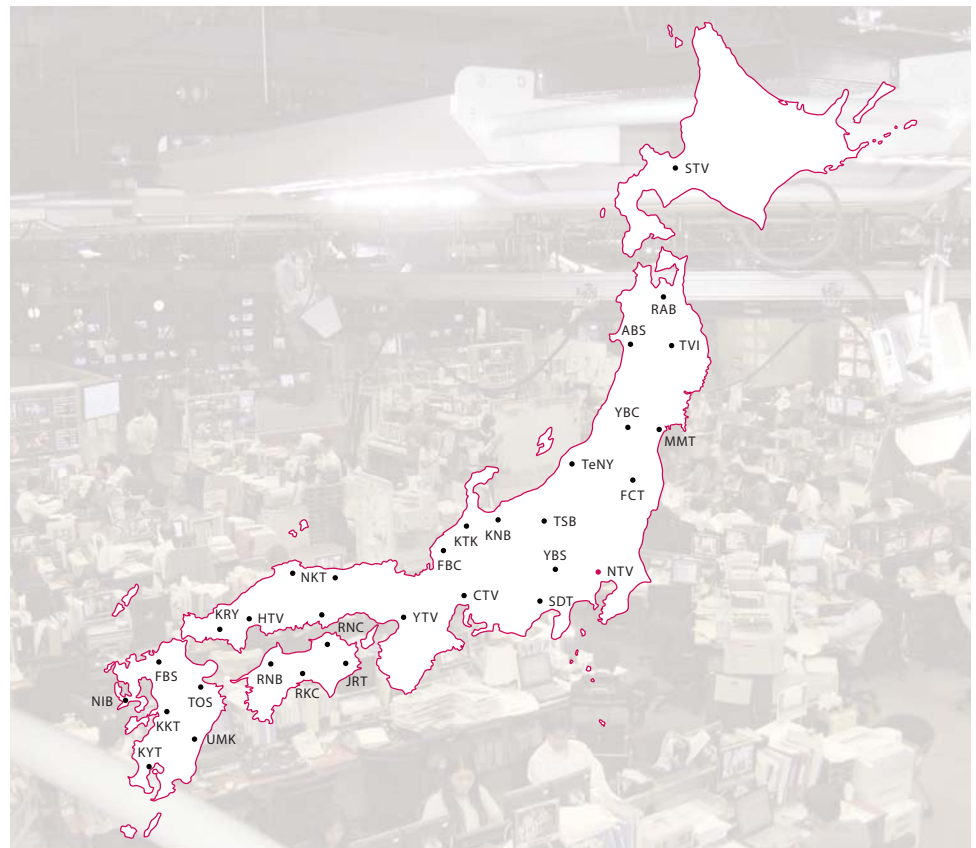 STV
RAB
ABS
TVI
YBC
MMT
TeNY
FCT
TSB
KNB
KTK
FBC
YBS
NTV
NKT
CTV
SDT
YTV
KRY
HTV
RNC
FBS
RNB
RKC
JRT
NIB
TOS
KKT
UMK
KYT